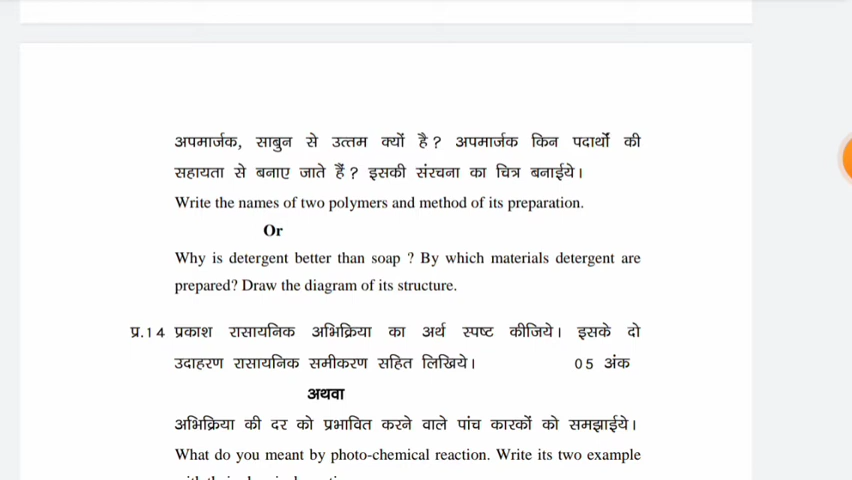 अपमार्जक, साबुन से उत्तम क्यों है? अपमार्जक किन पदार्थों की
सहायता से बनाए जाते हैं? इसकी संरचना का चित्र बनाईये।
Write the names of two polymers and method of its preparation.
Or
Why is detergent better than soap ? By which materials detergent are
prepared? Draw the diagram of its structure.
प्र.14 प्रकाश रासायनिक अभिक्रिया का अर्थ स्पष्ट कीजिये। इसके दो
उदाहरण रासायनिक समीकरण सहित लिखिये। 05 अंक
अथवा
अभिक्रिया की दर को प्रभावित करने वाले पांच कारकों को समझाईये।
What do you meant by photo-chemical reaction. Write its two example